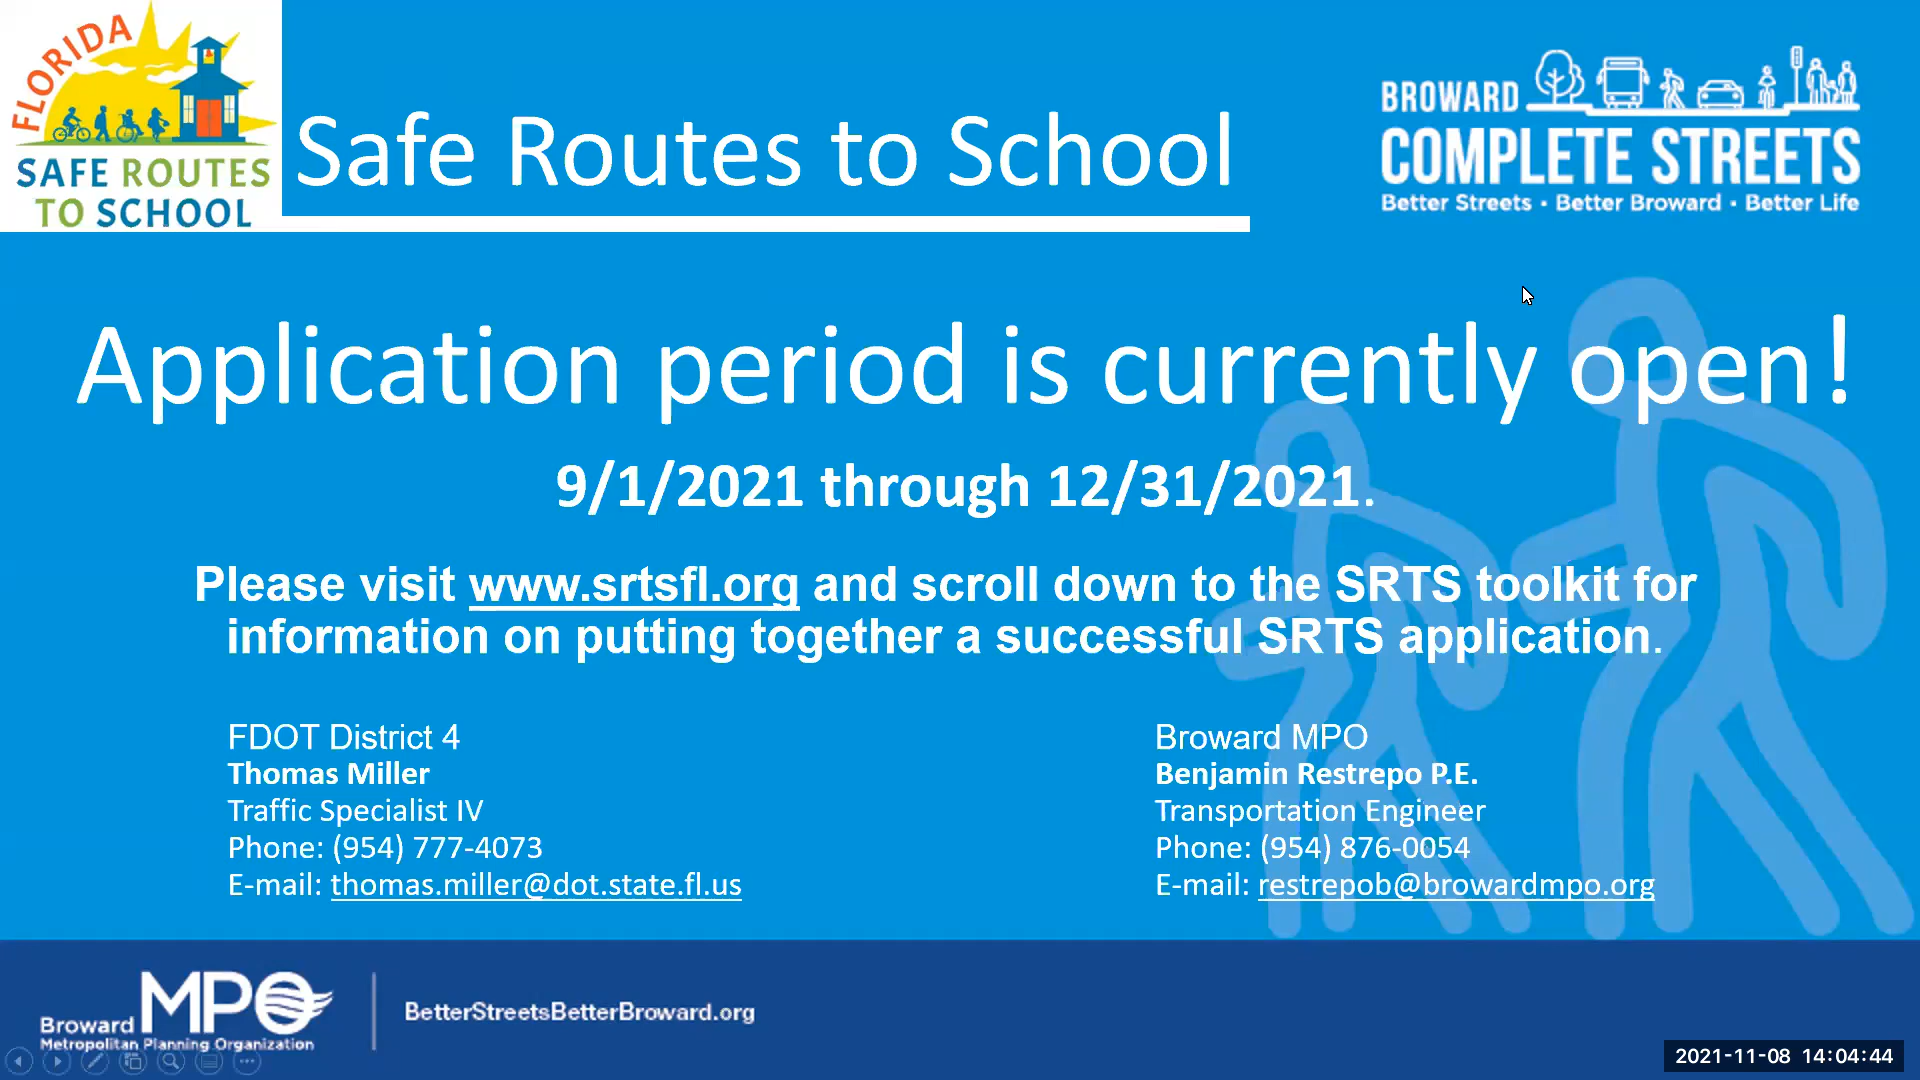 FLORIDA
SAFE ROUTES
TO SCHOOL
Safe Routes to School
BROWARD
COMPLETE STREETS
Better Streets • Better Broward • Better Life
Application period is currently open!
9/1/2021 through 12/31/2021.
Please visit www.srtsfl.org and scroll down to the SRTS toolkit for
information on putting together a successful SRTS application.
FDOT District 4
Thomas Miller
Traffic Specialist IV
Phone: (954) 777-4073
E-mail: thomas.miller@dot.state.fl.us
Broward MPO
Benjamin Restrepo P.E.
Transportation Engineer
Phone: (954) 876-0054
E-mail: restrepob@browardmpo.org
Broward MPO
Metropolitan Planning Organization
BetterStreetsBetterBroward.org
2021-11-08 14:04:44